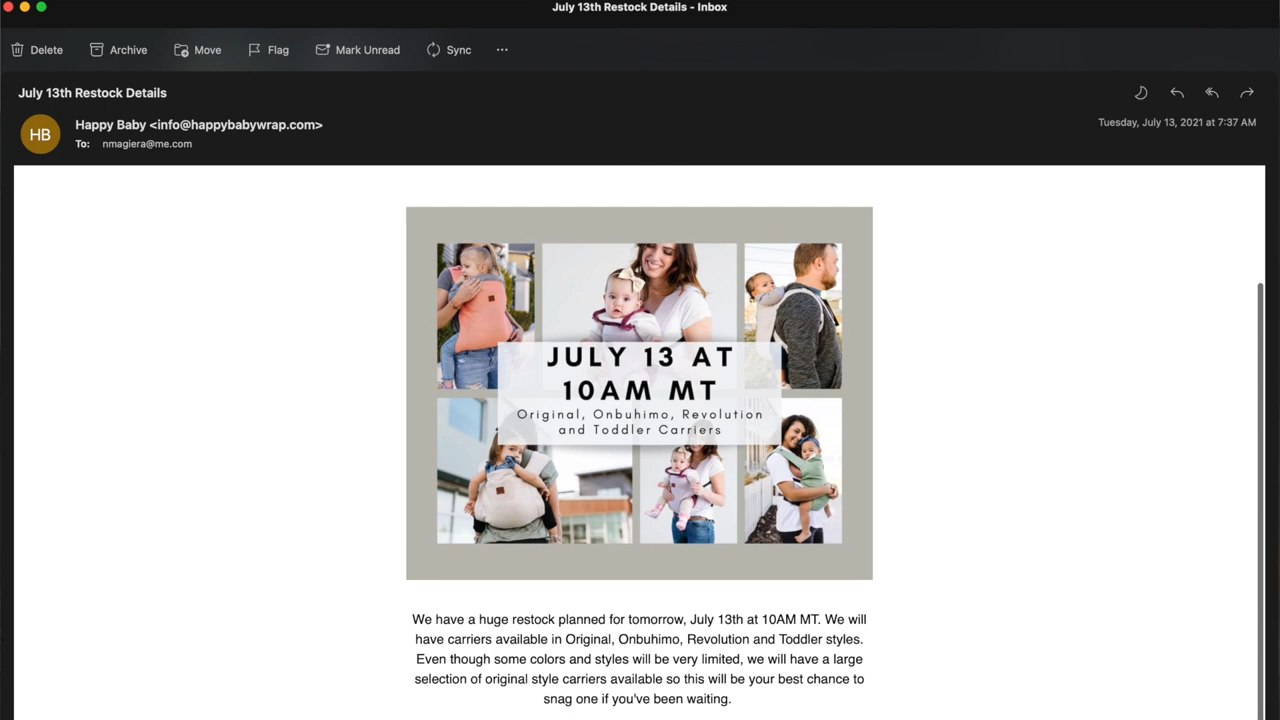 July 13th Restock Details - Inbox
Delete Archive Move Flag Mark Unread Sync ...
July 13th Restock Details
HB
Happy Baby <info@happybabywrap.com>
To: nmagiera@me.com
Tuesday, July 13, 2021 at 7:37 AM
JULY 13 AT
10AM MT
Original, Onbuhimo, Revolution
and Toddler Carriers
We have a huge restock planned for tomorrow, July 13th at 10AM MT. We will
have carriers available in Original, Onbuhimo, Revolution and Toddler styles.
Even though some colors and styles will be very limited, we will have a large
selection of original style carriers available so this will be your best chance to
snag one if you've been waiting.